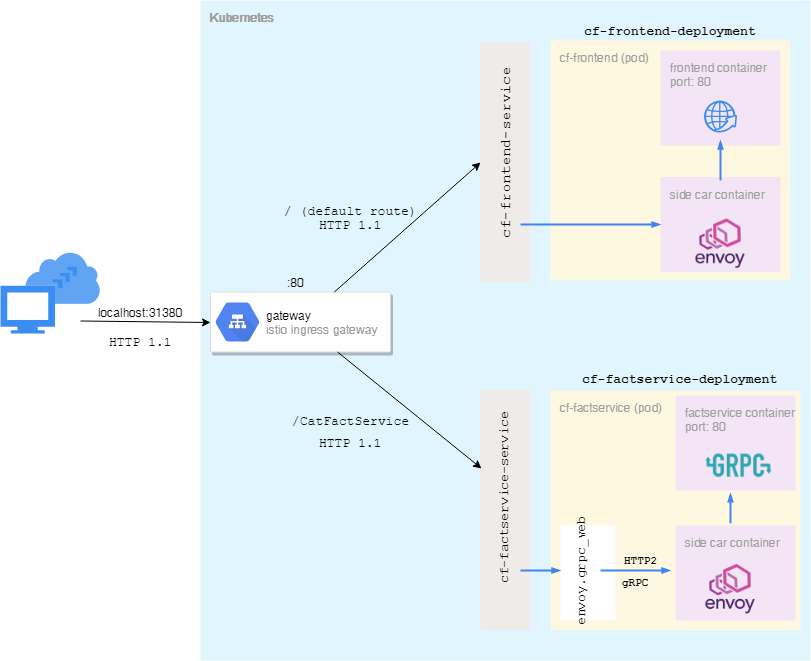 Kubernetes
cf-frontend-deployment
cf-frontend (pod)
frontend container
port: 80
cf-frontend-service
side car container
envoy
/ (default route)
HTTP 1.1
:80
localhost:31380
HTTP 1.1
gateway
istio ingress gateway
/CatFactService
HTTP 1.1
cf-factservice-deployment
cf-factservice (pod)
factservice container
port: 80
GRPC
cf-factservice-service
envoy.grpc_web
HTTP2
gRPC
side car container
envoy